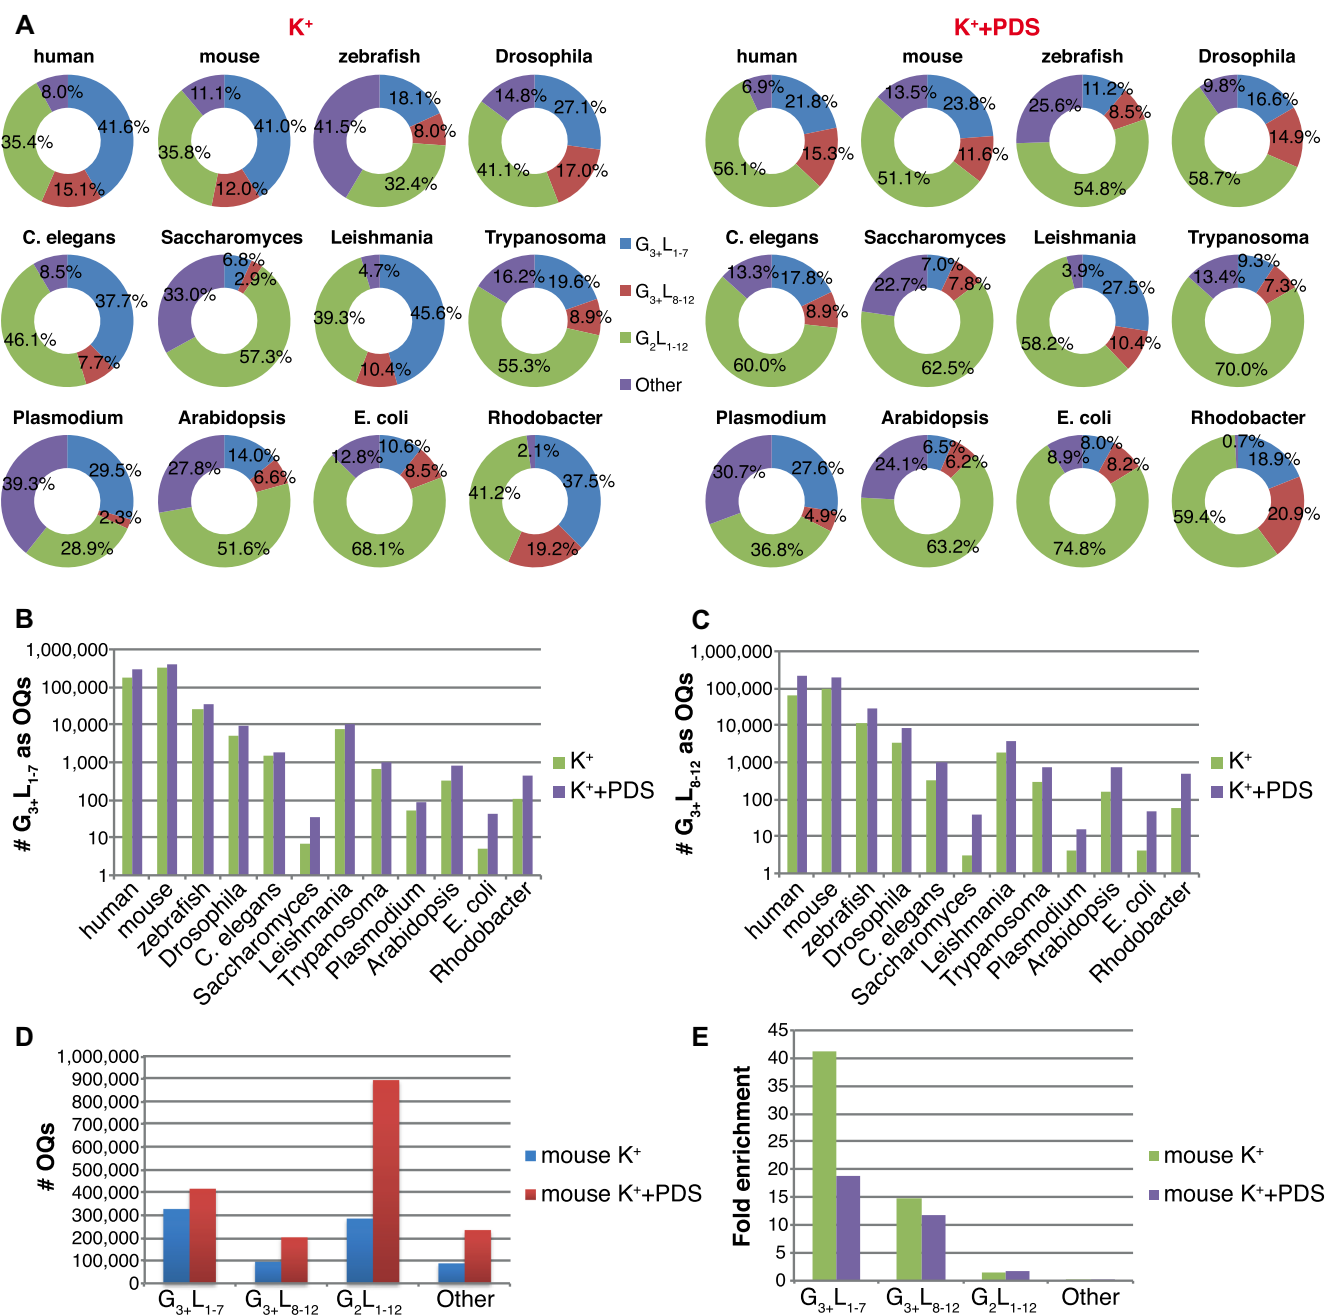 A
K⁺
K⁺+PDS
human
mouse
zebrafish
Drosophila
human
mouse
zebrafish
Drosophila
8.0%
41.6%
35.4%
15.1%
11.1%
41.0%
35.8%
12.0%
18.1%
41.5%
8.0%
32.4%
14.8%
27.1%
41.1%
17.0%
6.9%
21.8%
15.3%
56.1%
13.5%
23.8%
11.6%
51.1%
11.2%
25.6%
8.5%
54.8%
9.8%
16.6%
14.9%
58.7%
C. elegans
Saccharomyces
Leishmania
Trypanosoma
C. elegans
Saccharomyces
Leishmania
Trypanosoma
8.5%
37.7%
46.1%
7.7%
6.8%
2.9%
33.0%
57.3%
4.7%
45.6%
39.3%
10.4%
16.2%
19.6%
8.9%
55.3%
G₃₊L₁₋₇
G₃₊L₈₋₁₂
G₂L₁₋₁₂
Other
13.3%
17.8%
8.9%
60.0%
7.0%
22.7%
7.8%
62.5%
3.9%
27.5%
58.2%
10.4%
9.3%
13.4%
7.3%
70.0%
Plasmodium
Arabidopsis
E. coli
Rhodobacter
Plasmodium
Arabidopsis
E. coli
Rhodobacter
29.5%
39.3%
2.3%
28.9%
14.0%
27.8%
6.6%
51.6%
10.6%
12.8%
8.5%
68.1%
2.1%
37.5%
41.2%
19.2%
30.7%
27.6%
4.9%
36.8%
6.5%
24.1%
6.2%
63.2%
8.0%
8.9%
8.2%
74.8%
0.7%
18.9%
59.4%
20.9%
B
# G₃₊L₁₋₇ as OQs
1,000,000
100,000
10,000
1,000
100
10
1
human
mouse
zebrafish
Drosophila
C. elegans
Saccharomyces
Leishmania
Trypanosoma
Plasmodium
Arabidopsis
E. coli
Rhodobacter
K⁺
K⁺+PDS
C
# G₃₊L₈₋₁₂ as OQs
1,000,000
100,000
10,000
1,000
100
10
1
human
mouse
zebrafish
Drosophila
C. elegans
Saccharomyces
Leishmania
Trypanosoma
Plasmodium
Arabidopsis
E. coli
Rhodobacter
K⁺
K⁺+PDS
D
# OQs
1,000,000
900,000
800,000
700,000
600,000
500,000
400,000
300,000
200,000
100,000
0
G₃₊L₁₋₇
G₃₊L₈₋₁₂
G₂L₁₋₁₂
Other
mouse K⁺
mouse K⁺+PDS
E
Fold enrichment
45
40
35
30
25
20
15
10
5
0
G₃₊L₁₋₇
G₃₊L₈₋₁₂
G₂L₁₋₁₂
Other
mouse K⁺
mouse K⁺+PDS